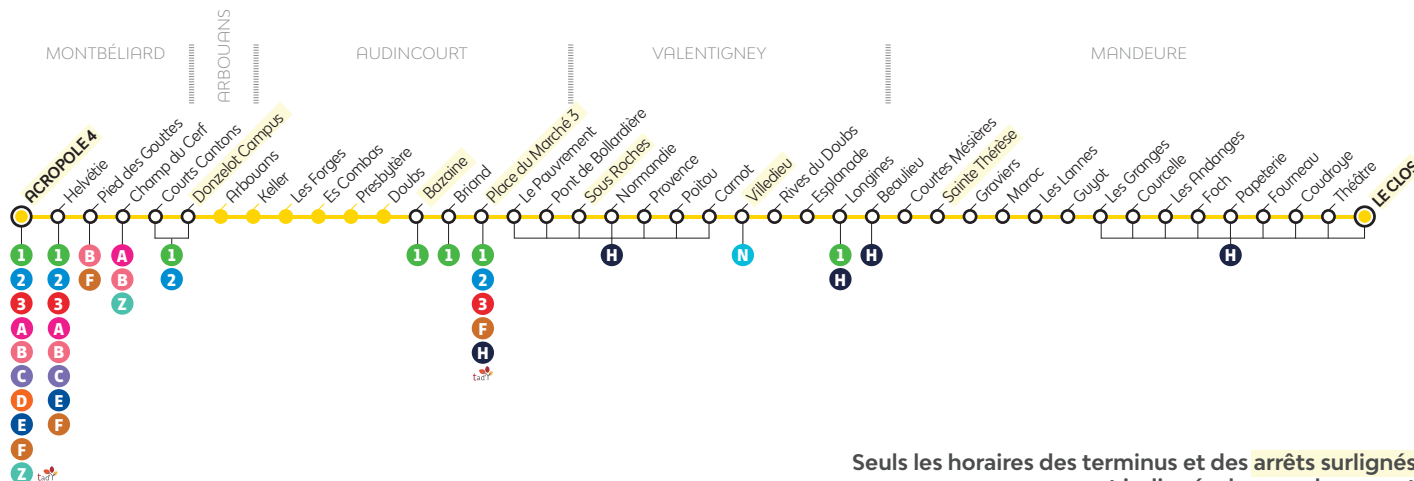 MONTBÉLIARD
ARBOUANS
AUDINCOURT
VALENTIGNEY
MANDEURE
ACROPOLE 4
Helvétie
Pied des Gouttes
Champ du Cerf
Courts Cantons
Donzelot Campus
Arbouans
Keller
Les Forges
Es Combas
Presbytère
Doubs
Bazaine
Briand
Place du Marché 3
Le Pauvrement
Pont de Bollardière
Sous Roches
Normandie
Provence
Poitou
Carnot
Villedieu
Rives du Doubs
Esplanade
Longines
Beaulieu
Courtes Mésières
Sainte Thérèse
Graviers
Maroc
Les Lannes
Guyot
Les Granges
Courcelle
Les Andanges
Foch
Papeterie
Fourneau
Coudroye
Théâtre
LE CLOS
1 2 3 A B C D E F Z tad
1 2 3 A B C E F
B F
A B Z
1 2
1
1
1 2 3 F H tad
H
N
1 H
H
H
Seuls les horaires des terminus et des arrêts surlignés